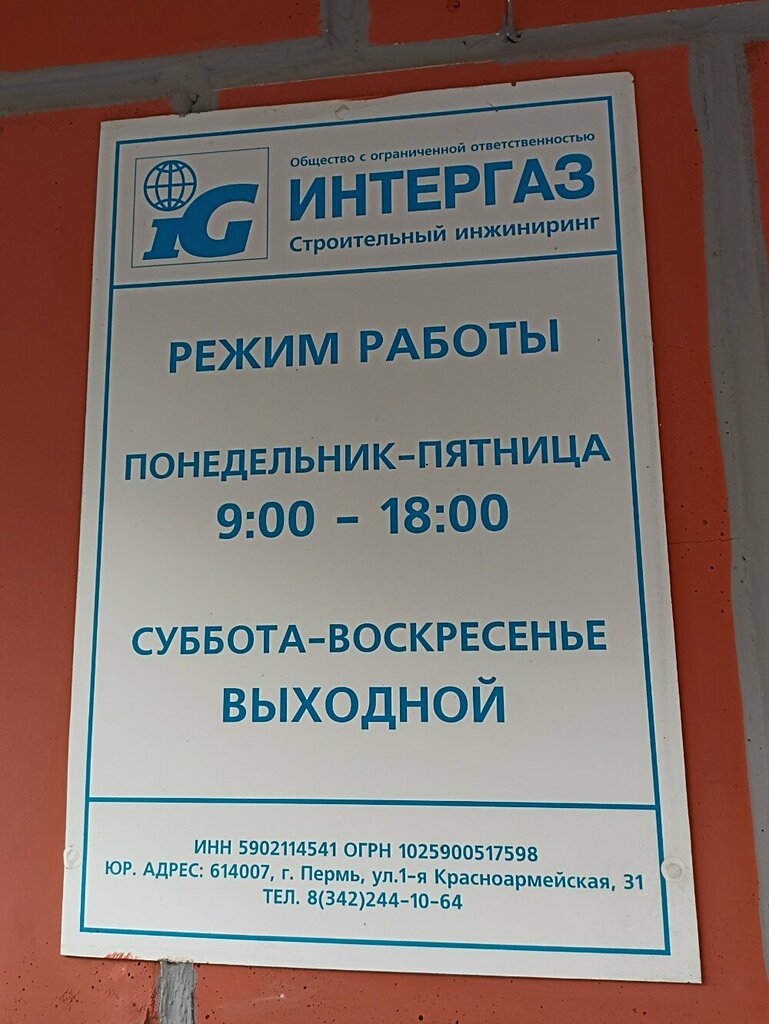 iG
Общество с ограниченной ответственностью
ИНТЕРГАЗ
Строительный инжиниринг
РЕЖИМ РАБОТЫ
ПОНЕДЕЛЬНИК-ПЯТНИЦА
9:00 - 18:00
СУББОТА-ВОСКРЕСЕНЬЕ
ВЫХОДНОЙ
ИНН 5902114541 ОГРН 1025900517598
ЮР. АДРЕС: 614007, г. Пермь, ул.1-я Красноармейская, 31
ТЕЛ. 8(342)244-10-64